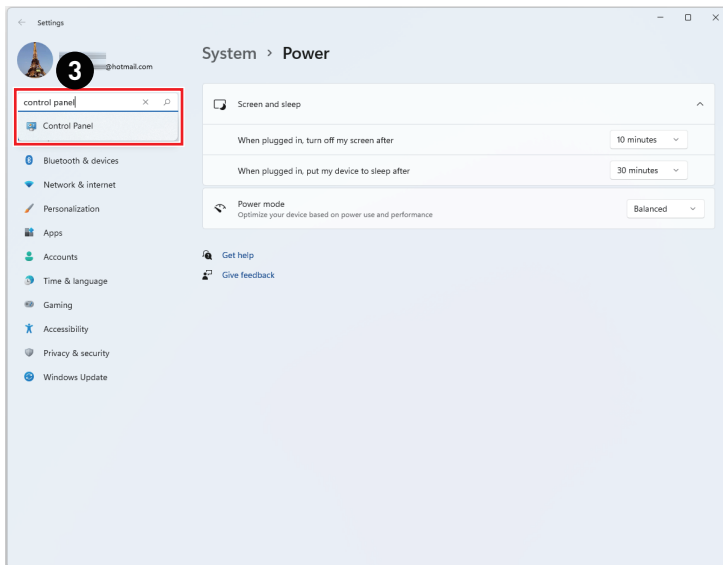 Settings
3
@hotmail.com
control panel
Control Panel
Bluetooth & devices
Network & internet
Personalization
Apps
Accounts
Time & language
Gaming
Accessibility
Privacy & security
Windows Update
System > Power
Screen and sleep
When plugged in, turn off my screen after 10 minutes
When plugged in, put my device to sleep after 30 minutes
Power mode
Optimize your device based on power use and performance
Balanced
Get help
Give feedback